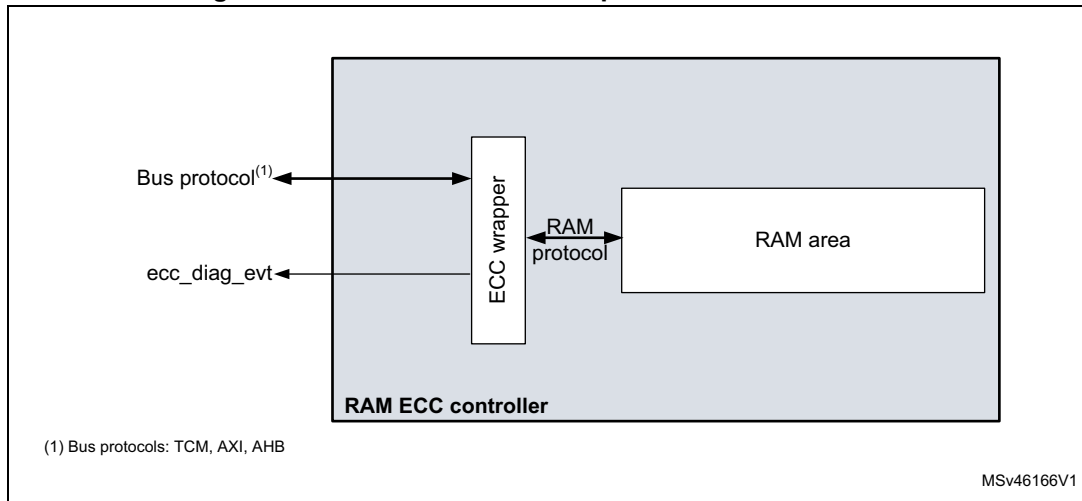 Bus protocol(1)
ecc_diag_evt
ECC wrapper
RAM
protocol
RAM area
RAM ECC controller
(1) Bus protocols: TCM, AXI, AHB
MSv46166V1